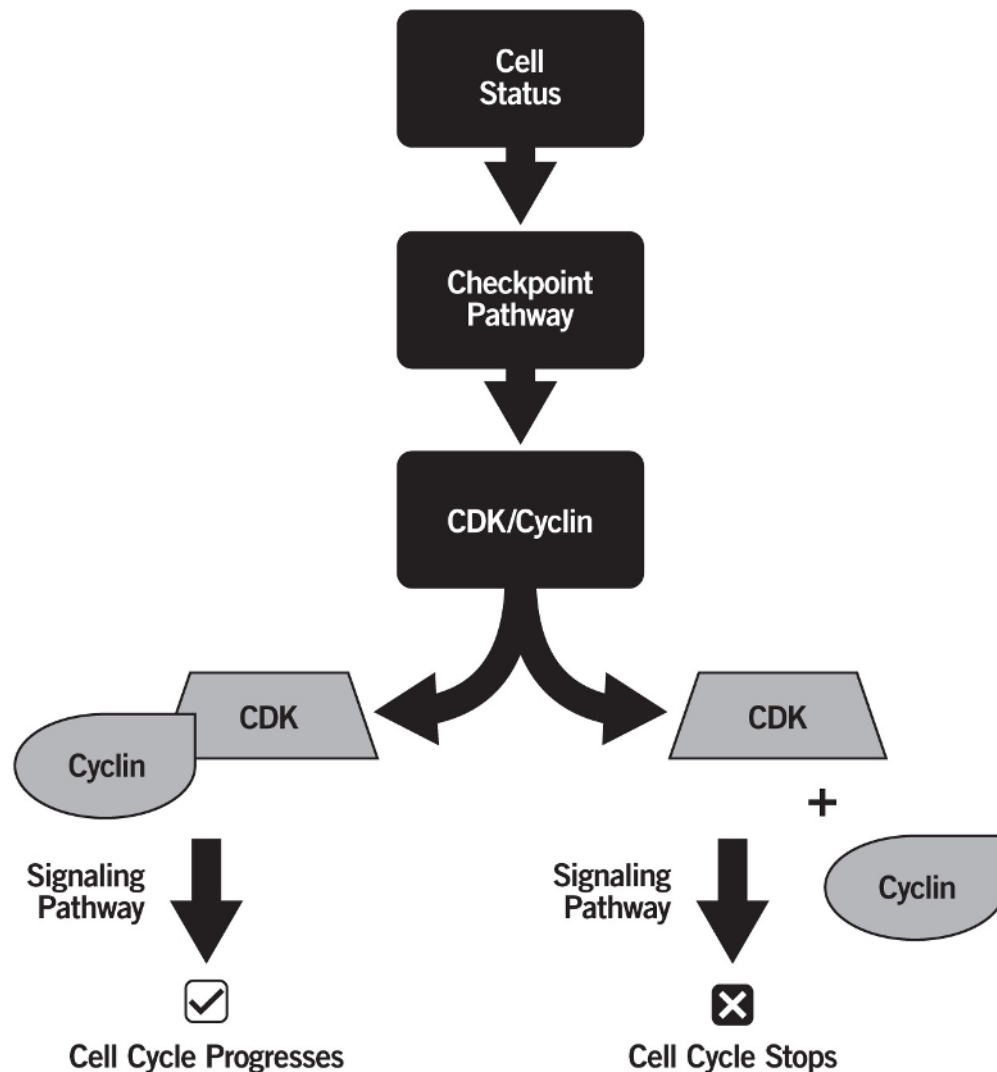 Cell
Status
Checkpoint
Pathway
CDK/Cyclin
CDK
Cyclin
CDK
+
Cyclin
Signaling
Pathway
Signaling
Pathway
Cell Cycle Progresses
Cell Cycle Stops